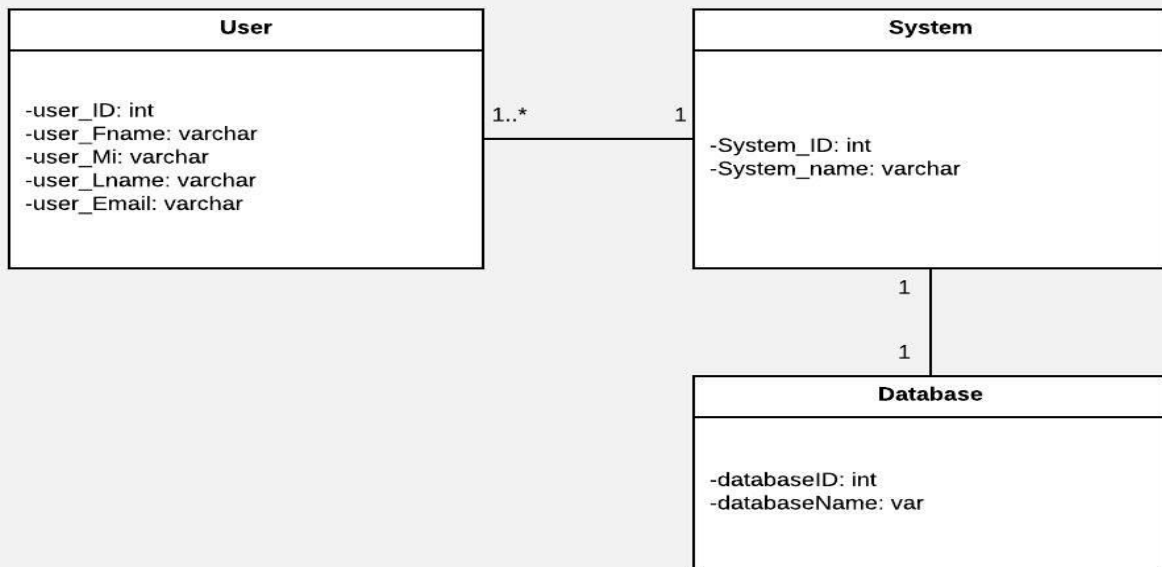 User
-user_ID: int
-user_Fname: varchar
-user_Mi: varchar
-user_Lname: varchar
-user_Email: varchar
1..*
1
System
-System_ID: int
-System_name: varchar
1
1
Database
-databaseID: int
-databaseName: var